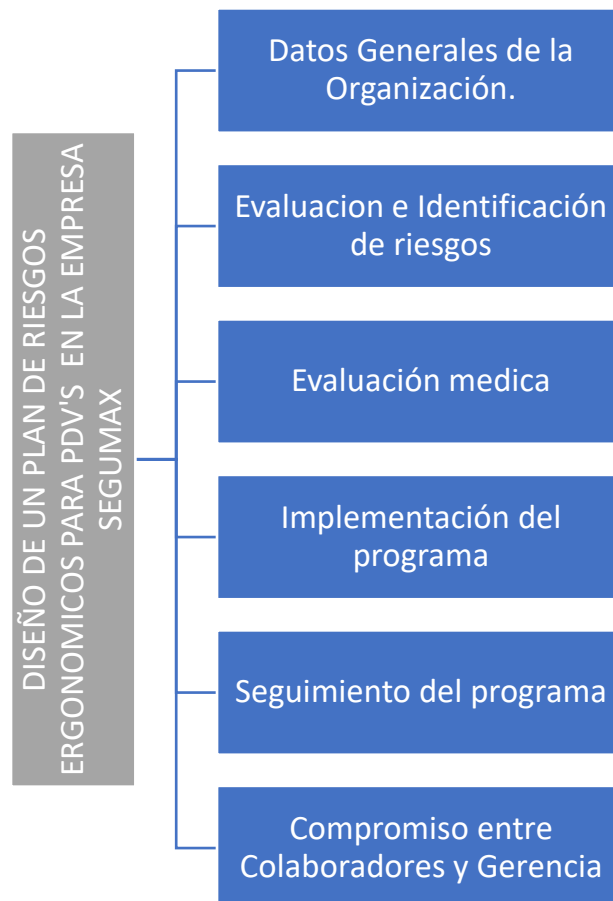 DISEÑO DE UN PLAN DE RIESGOS
ERGONOMICOS PARA PDV'S EN LA EMPRESA
SEGUMAX
Datos Generales de la
Organización.
Evaluacion e Identificación
de riesgos
Evaluación medica
Implementación del
programa
Seguimiento del programa
Compromiso entre
Colaboradores y Gerencia